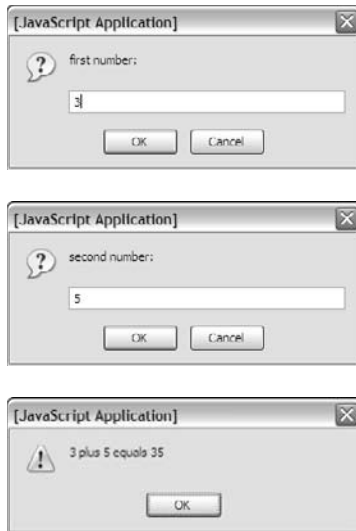 [JavaScript Application]
first number:
3
OK Cancel
[JavaScript Application]
second number:
5
OK Cancel
[JavaScript Application]
3 plus 5 equals 35
OK